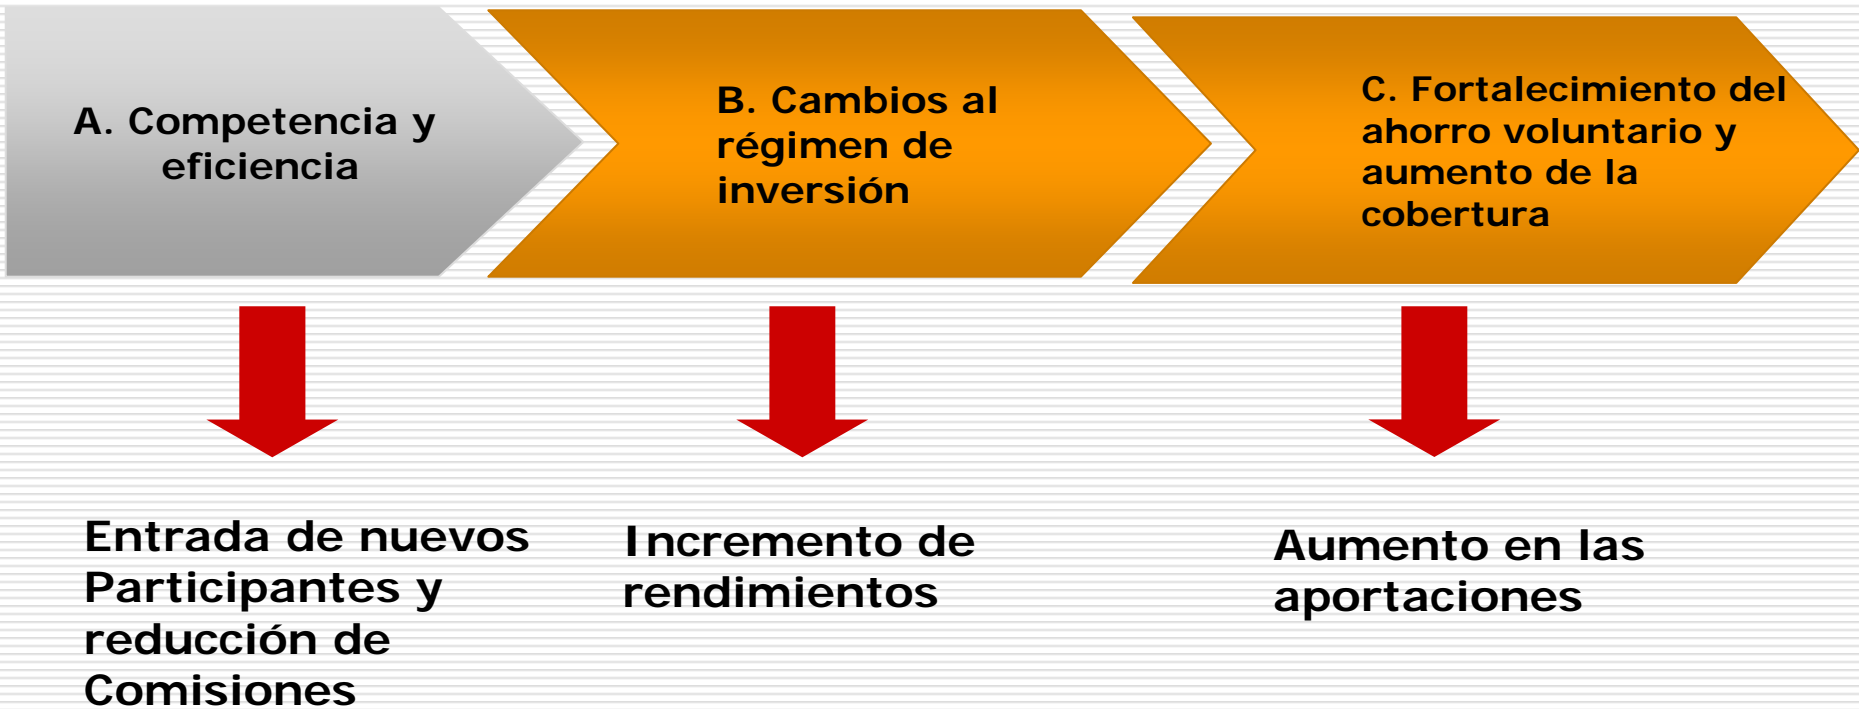 A. Competencia y
eficiencia
B. Cambios al
régimen de
inversión
C. Fortalecimiento del
ahorro voluntario y
aumento de la
cobertura
Entrada de nuevos
Participantes y
reducción de
Comisiones
Incremento de
rendimientos
Aumento en las
aportaciones